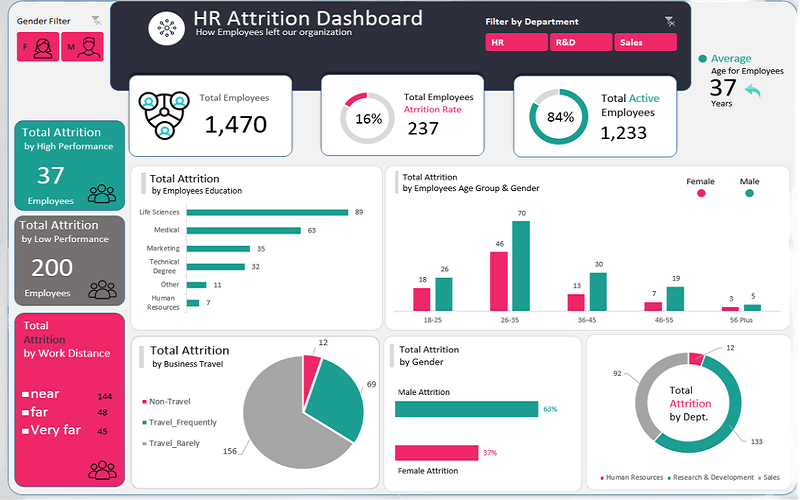 Gender Filter
F
M
HR Attrition Dashboard
How Employees left our organization
Filter by Department
HR
R&D
Sales
Average
Age for Employees
37
Years
Total Employees
1,470
16%
Total Employees
Atrrition Rate
237
84%
Total Active
Employees
1,233
Total Attrition
by High Performance
37
Employees
Total Attrition
by Low Performance
200
Employees
Total
Attrition
by Work Distance
near 144
far 48
Very far 45
Total Attrition
by Employees Education
Life Sciences 89
Medical 63
Marketing 35
Technical
Degree 32
Other 11
Human
Resources 7
Total Attrition
by Employees Age Group & Gender
Female
Male
18 26
46 70
13 30
7 19
3 5
18-25 26-35 36-45 46-55 56 Plus
Total Attrition
by Business Travel
Non-Travel
Travel_Frequently
Travel_Rarely
12
69
156
Total Attrition
by Gender
Male Attrition
63%
37%
Female Attrition
12
92
133
Total
Attrition
by Dept.
Human Resources Research & Development Sales